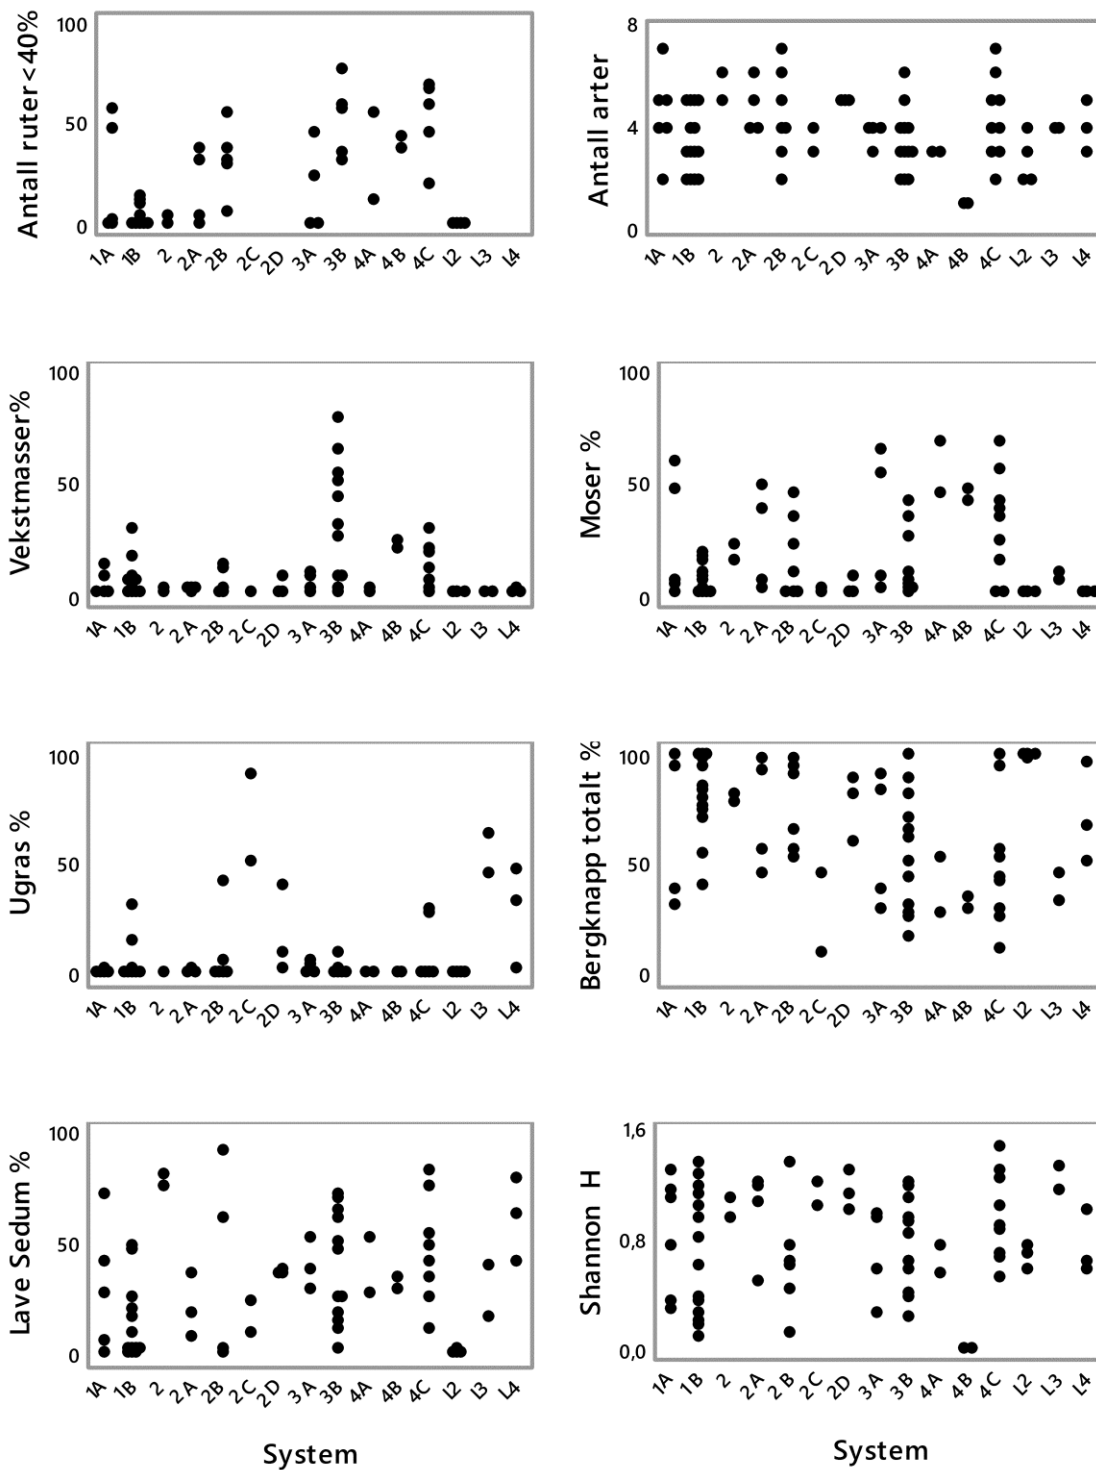 Antall ruter <40%
100
50
0
1A 1B 2 2A 2B 2C 2D 3A 3B 4A 4B 4C L2 L3 L4
Antall arter
8
4
0
1A 1B 2 2A 2B 2C 2D 3A 3B 4A 4B 4C L2 L3 L4
Vekstmasser%
100
50
0
1A 1B 2 2A 2B 2C 2D 3A 3B 4A 4B 4C L2 L3 L4
Moser %
100
50
0
1A 1B 2 2A 2B 2C 2D 3A 3B 4A 4B 4C L2 L3 L4
Ugras %
100
50
0
1A 1B 2 2A 2B 2C 2D 3A 3B 4A 4B 4C L2 L3 L4
Bergknapp totalt %
100
50
0
1A 1B 2 2A 2B 2C 2D 3A 3B 4A 4B 4C L2 L3 L4
Lave Sedum %
100
50
0
1A 1B 2 2A 2B 2C 2D 3A 3B 4A 4B 4C L2 L3 L4
System
Shannon H
1,6
0,8
0,0
1A 1B 2 2A 2B 2C 2D 3A 3B 4A 4B 4C L2 L3 L4
System